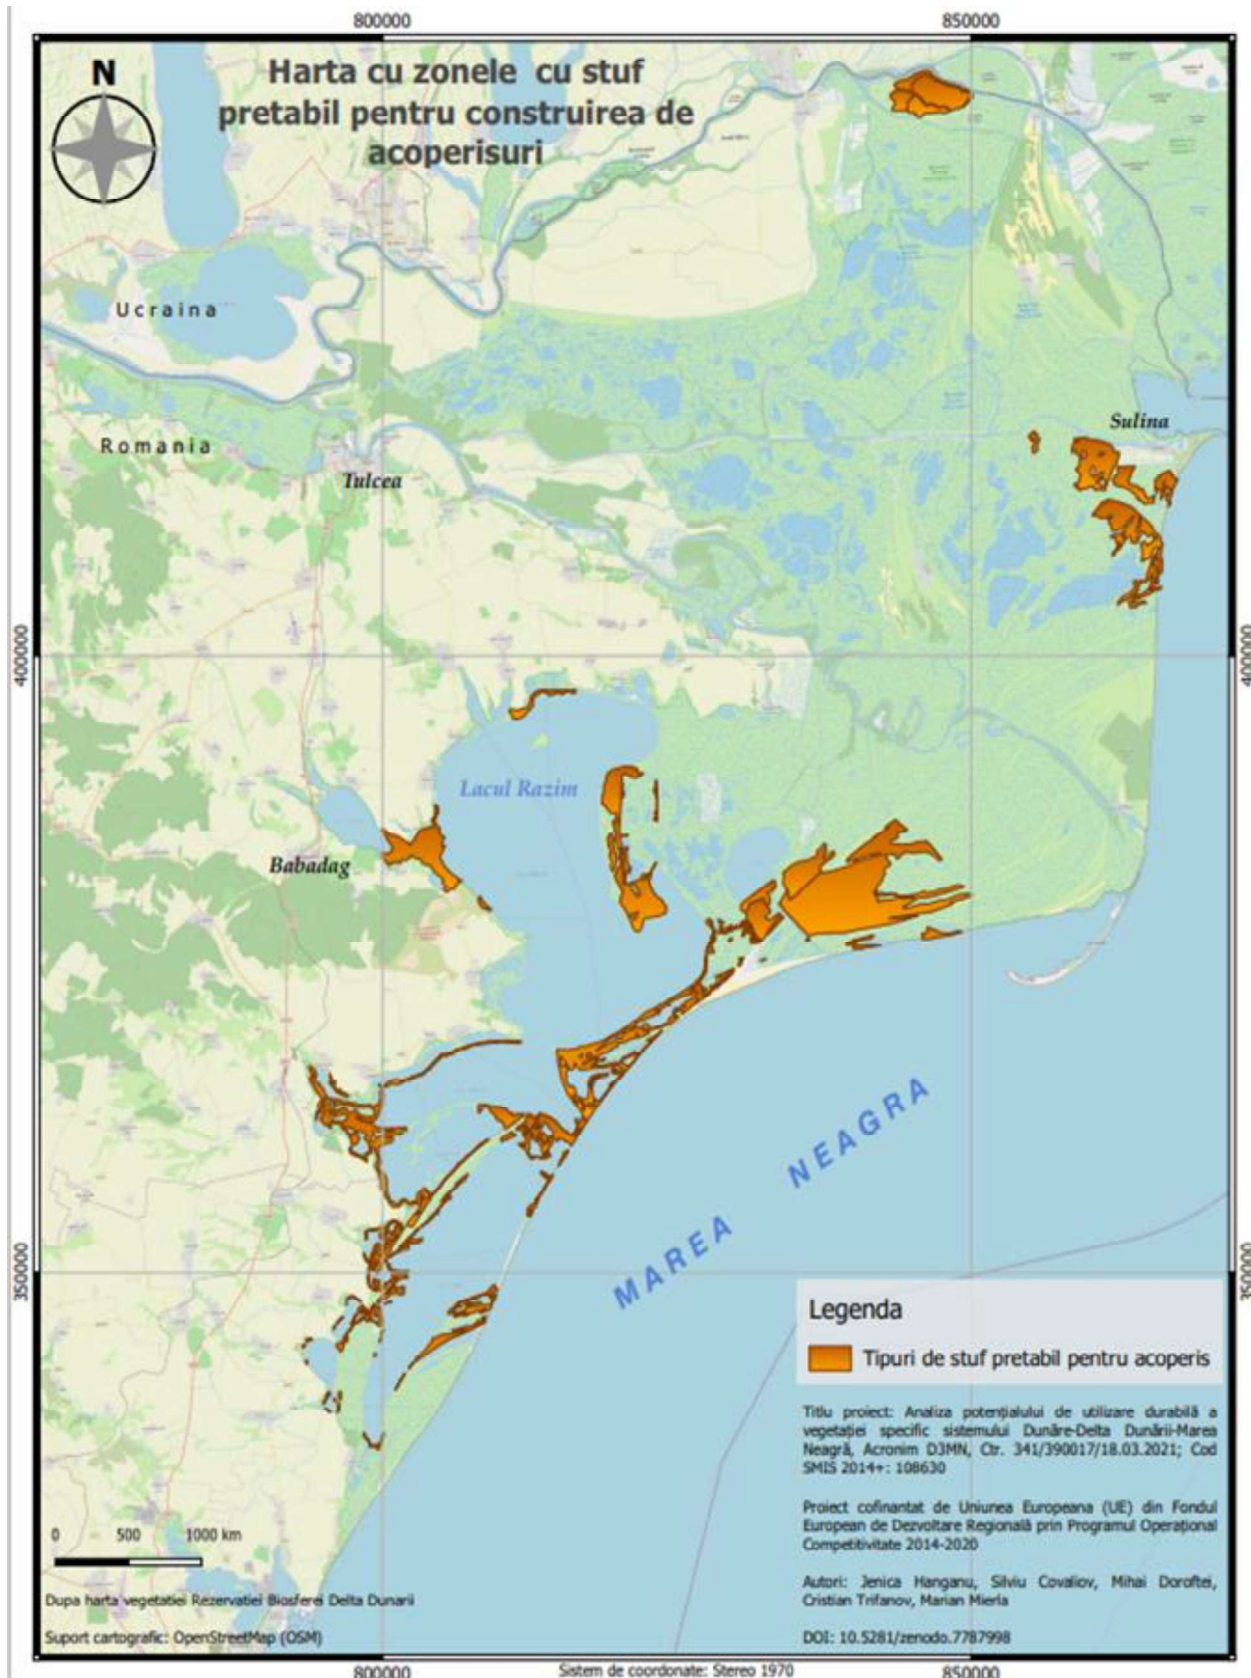 800000
850000
N
Harta cu zonele cu stuf
pretabil pentru construirea de
acoperisuri
Ucraina
Romania
Tulcea
Sulina
400000
400000
Lacul Razim
Babadag
MAREA NEAGRA
350000
350000
Legenda
Tipuri de stuf pretabil pentru acoperis
Titlu proiect: Analiza potențialului de utilizare durabilă a
vegetației specific sistemului Dunăre-Delta Dunării-Marea
Neagră, Acronim D3MN, Ctr. 341/390017/18.03.2021; Cod
SMIS 2014+: 108630
Proiect cofinantat de Uniunea Europeana (UE) din Fondul
European de Dezvoltare Regională prin Programul Operațional
Competitivitate 2014-2020
Autori: Jenica Hanganu, Silviu Covaliov, Mihai Doroftei,
Cristian Trifanov, Marian Mierla
DOI: 10.5281/zenodo.7787998
0 500 1000 km
Dupa harta vegetatiei Rezervatiei Biosferei Delta Dunarii
Suport cartografic: OpenStreetMap (OSM)
800000
Sistem de coordonate: Stereo 1970
850000